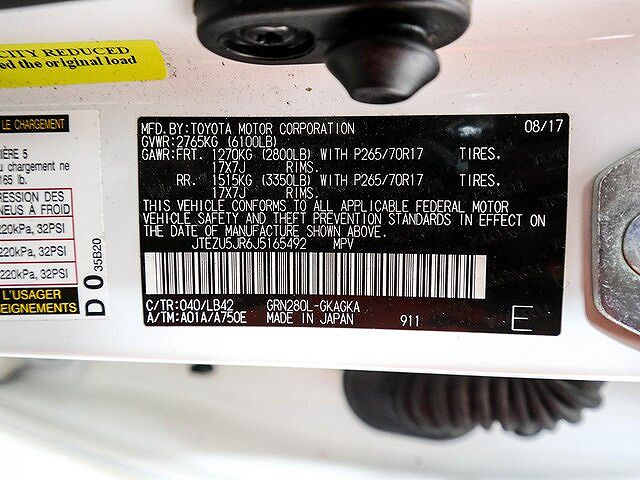 CITY REDUCED
ed the original load
LE CHARGEMENT
IÈRE 5
u chargement ne
165 lb.
RESSION DES
NEUS À FROID
220kPa, 32PSI
220kPa, 32PSI
220kPa, 32PSI
L'USAGER
SEIGNEMENTS
D 0 35B20
MFD.BY:TOYOTA MOTOR CORPORATION 08/17
GVWR:2765KG (6100LB)
GAWR:FRT. 1270KG (2800LB) WITH P265/70R17 TIRES,
17X7J RIMS.
RR. 1515KG (3350LB) WITH P265/70R17 TIRES,
17X7J RIMS.
THIS VEHICLE CONFORMS TO ALL APPLICABLE FEDERAL MOTOR
VEHICLE SAFETY AND THEFT PREVENTION STANDARDS IN EFFECT ON
THE DATE OF MANUFACTURE SHOWN ABOVE.
JTEZU5JR6J5165492 MPV
C/TR:040/LB42 GRN280L-GKAGKA
A/TM:A01A/A750E MADE IN JAPAN 911 E